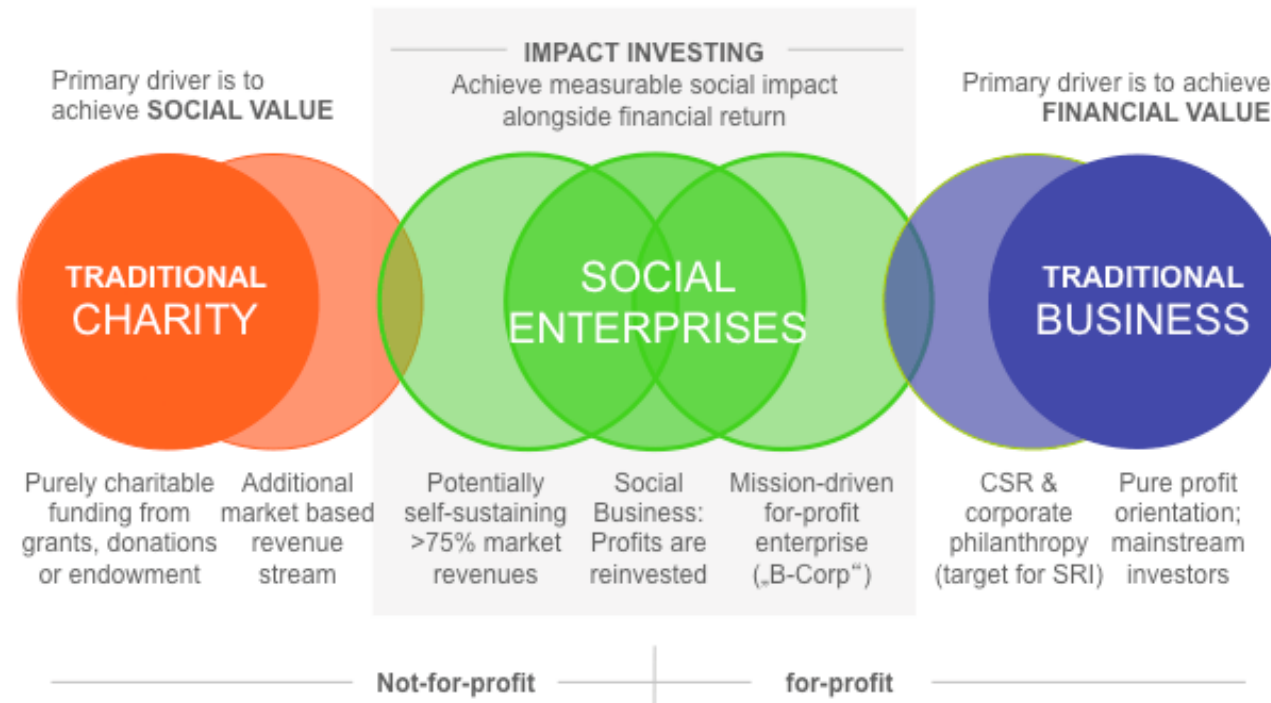 IMPACT INVESTING
Achieve measurable social impact
alongside financial return
Primary driver is to
achieve SOCIAL VALUE
Primary driver is to achieve
FINANCIAL VALUE
TRADITIONAL
CHARITY
SOCIAL
ENTERPRISES
TRADITIONAL
BUSINESS
Purely charitable
funding from
grants, donations
or endowment
Additional
market based
revenue
stream
Potentially
self-sustaining
>75% market
revenues
Social
Business:
Profits are
reinvested
Mission-driven
for-profit
enterprise
(„B-Corp“)
CSR &
corporate
philanthropy
(target for SRI)
Pure profit
orientation;
mainstream
investors
Not-for-profit
for-profit